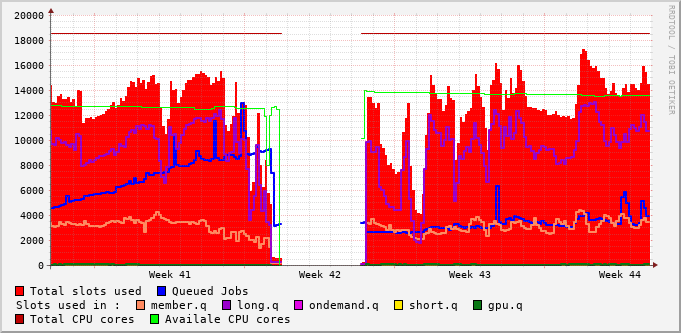 20000
18000
16000
14000
12000
10000
8000
6000
4000
2000
0
Week 41 Week 42 Week 43 Week 44
Total slots used Queued Jobs
Slots used in : member.q long.q ondemand.q short.q gpu.q
Total CPU cores Availale CPU cores
RRDTOOL / TOBI OETIKER